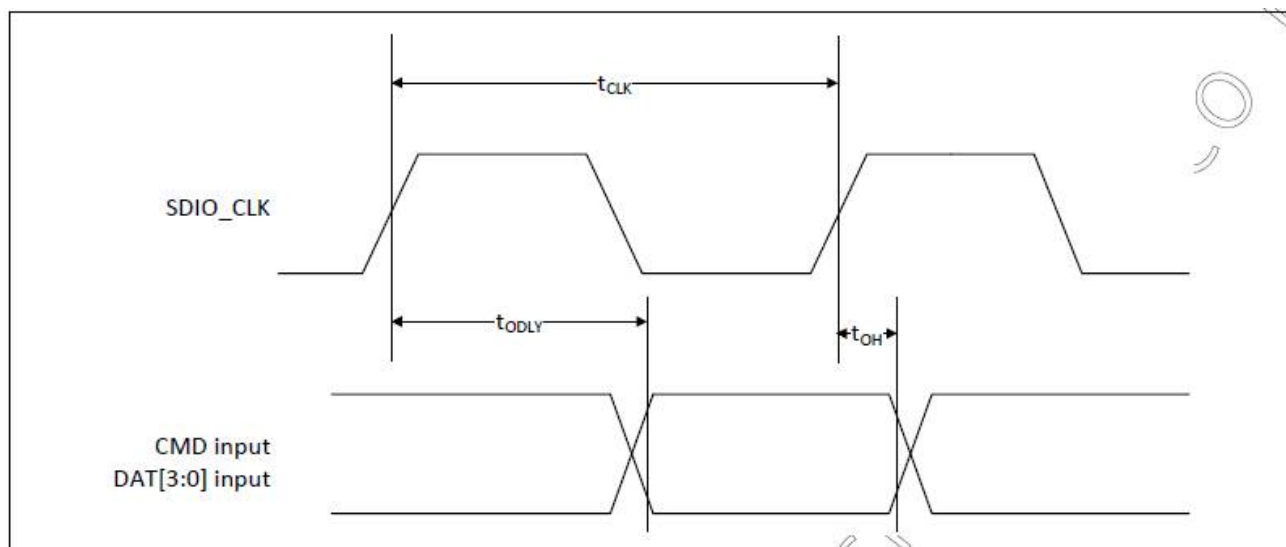 tCLK
SDIO_CLK
tODLY
tOH
CMD input
DAT[3:0] input